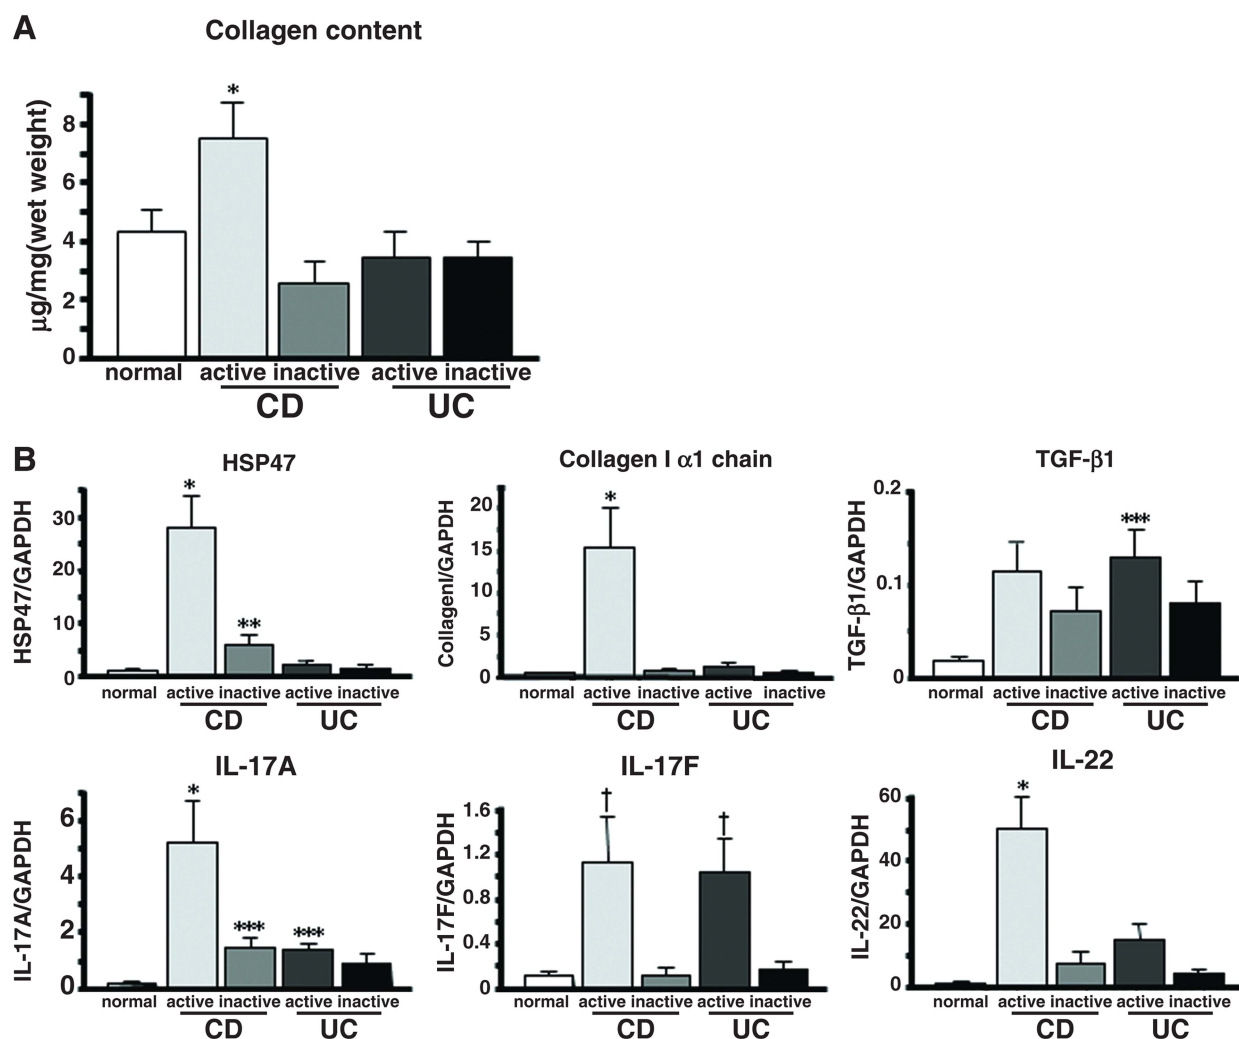 A
Collagen content
*
μg/mg(wet weight)
8
6
4
2
0
normal active inactive active inactive
CD UC
B
HSP47
HSP47/GAPDH
30
20
10
0
*
**
normal active inactive active inactive
CD UC
Collagen I α1 chain
CollagenI/GAPDH
20
15
10
5
0
*
normal active inactive active inactive
CD UC
TGF-β1
TGF-β1/GAPDH
0.2
0.1
0
***
normal active inactive active inactive
CD UC
IL-17A
IL-17A/GAPDH
6
4
2
0
*
***
***
normal active inactive active inactive
CD UC
IL-17F
IL-17F/GAPDH
1.6
1.2
0.8
0.4
0
†
†
normal active inactive active inactive
CD UC
IL-22
IL-22/GAPDH
60
40
20
0
*
normal active inactive active inactive
CD UC